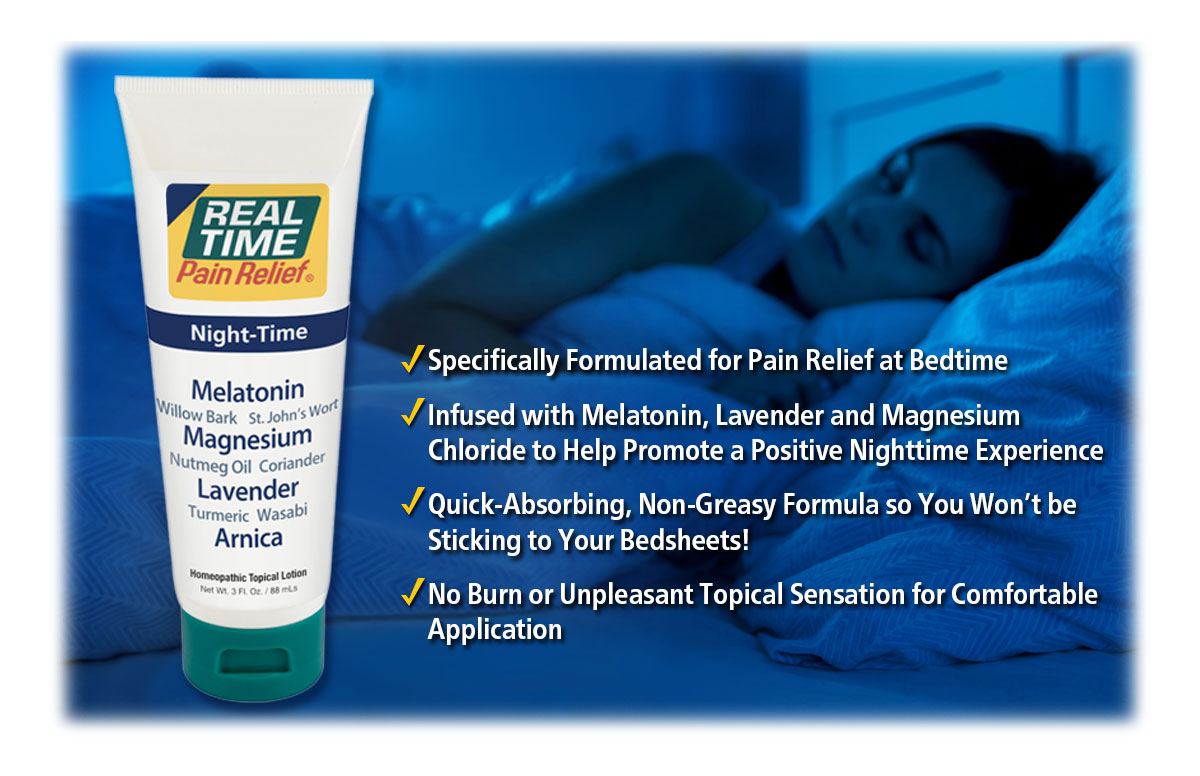 REAL
TIME
Pain Relief®
Night-Time
Melatonin
Willow Bark St. John's Wort
Magnesium
Nutmeg Oil Coriander
Lavender
Turmeric Wasabi
Arnica
Homeopathic Topical Lotion
Net Wt. 3 Fl. Oz. / 88 mLs
✓ Specifically Formulated for Pain Relief at Bedtime
✓ Infused with Melatonin, Lavender and Magnesium
Chloride to Help Promote a Positive Nighttime Experience
✓ Quick-Absorbing, Non-Greasy Formula so You Won't be
Sticking to Your Bedsheets!
✓ No Burn or Unpleasant Topical Sensation for Comfortable
Application